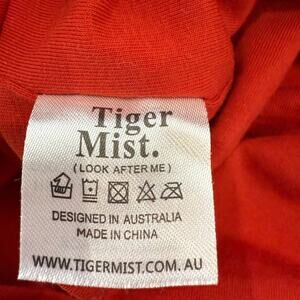 Tiger
Mist.
(LOOK AFTER ME)
DESIGNED IN AUSTRALIA
MADE IN CHINA
WWW.TIGERMIST.COM.AU